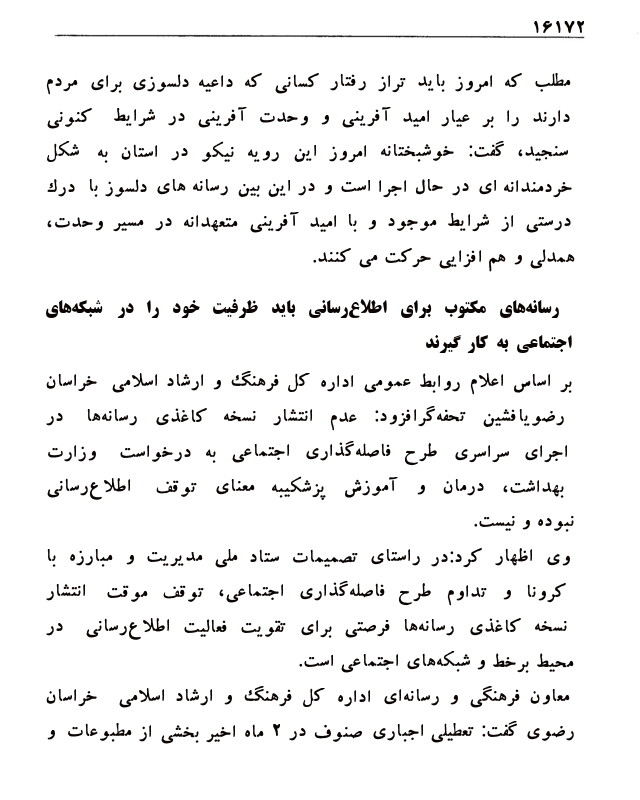 ۱۶۱۷۲
مطلب که امروز باید تراز رفتار کسانی که داعیه دلسوزی برای مردم
دارند را بر عیار امید آفرینی و وحدت آفرینی در شرایط کنونی
سنجید، گفت: خوشبختانه امروز این رویه نیکو در استان به شکل
خردمندانه ای در حال اجرا است و در این بین رسانه های دلسوز با درك
درستی از شرایط موجود و با امید آفرینی متعهدانه در مسیر وحدت،
همدلی و هم افزایی حرکت می کنند.
رسانه‌های مکتوب برای اطلاع‌رسانی باید ظرفیت خود را در شبکه‌های
اجتماعی به کار گیرند
بر اساس اعلام روابط عمومی اداره کل فرهنگ و ارشاد اسلامی خراسان
رضویافشین تحفه‌گرافزود: عدم انتشار نسخه کاغذی رسانه‌ها در
اجرای سراسری طرح فاصله‌گذاری اجتماعی به درخواست وزارت
بهداشت، درمان و آموزش پزشکیبه معنای توقف اطلاع‌رسانی
نبوده و نیست.
وی اظهار کرد:در راستای تصمیمات ستاد ملی مدیریت و مبارزه با
کرونا و تداوم طرح فاصله‌گذاری اجتماعی، توقف موقت انتشار
نسخه کاغذی رسانه‌ها فرصتی برای تقویت فعالیت اطلاع‌رسانی در
محیط برخط و شبکه‌های اجتماعی است.
معاون فرهنگی و رسانه‌ای اداره کل فرهنگ و ارشاد اسلامی خراسان
رضوی گفت: تعطیلی اجباری صنوف در ۲ ماه اخیر بخشی از مطبوعات و